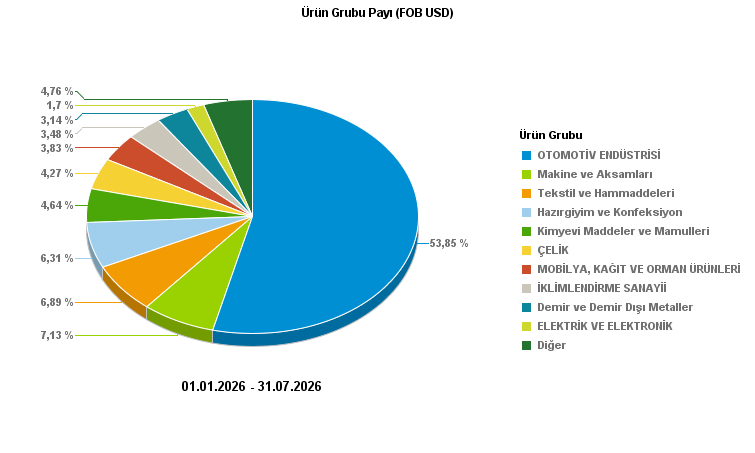 Ürün Grubu Payı (FOB USD)
4,76 %
1,7 %
3,14 %
3,48 %
3,83 %
4,27 %
4,64 %
6,31 %
6,89 %
7,13 %
53,85 %
Ürün Grubu
OTOMOTİV ENDÜSTRİSİ
Makine ve Aksamları
Tekstil ve Hammaddeleri
Hazırgiyim ve Konfeksiyon
Kimyevi Maddeler ve Mamulleri
ÇELİK
MOBİLYA, KAĞIT VE ORMAN ÜRÜNLERİ
İKLİMLENDİRME SANAYİİ
Demir ve Demir Dışı Metaller
ELEKTRİK VE ELEKTRONİK
Diğer
01.01.2026 - 31.07.2026